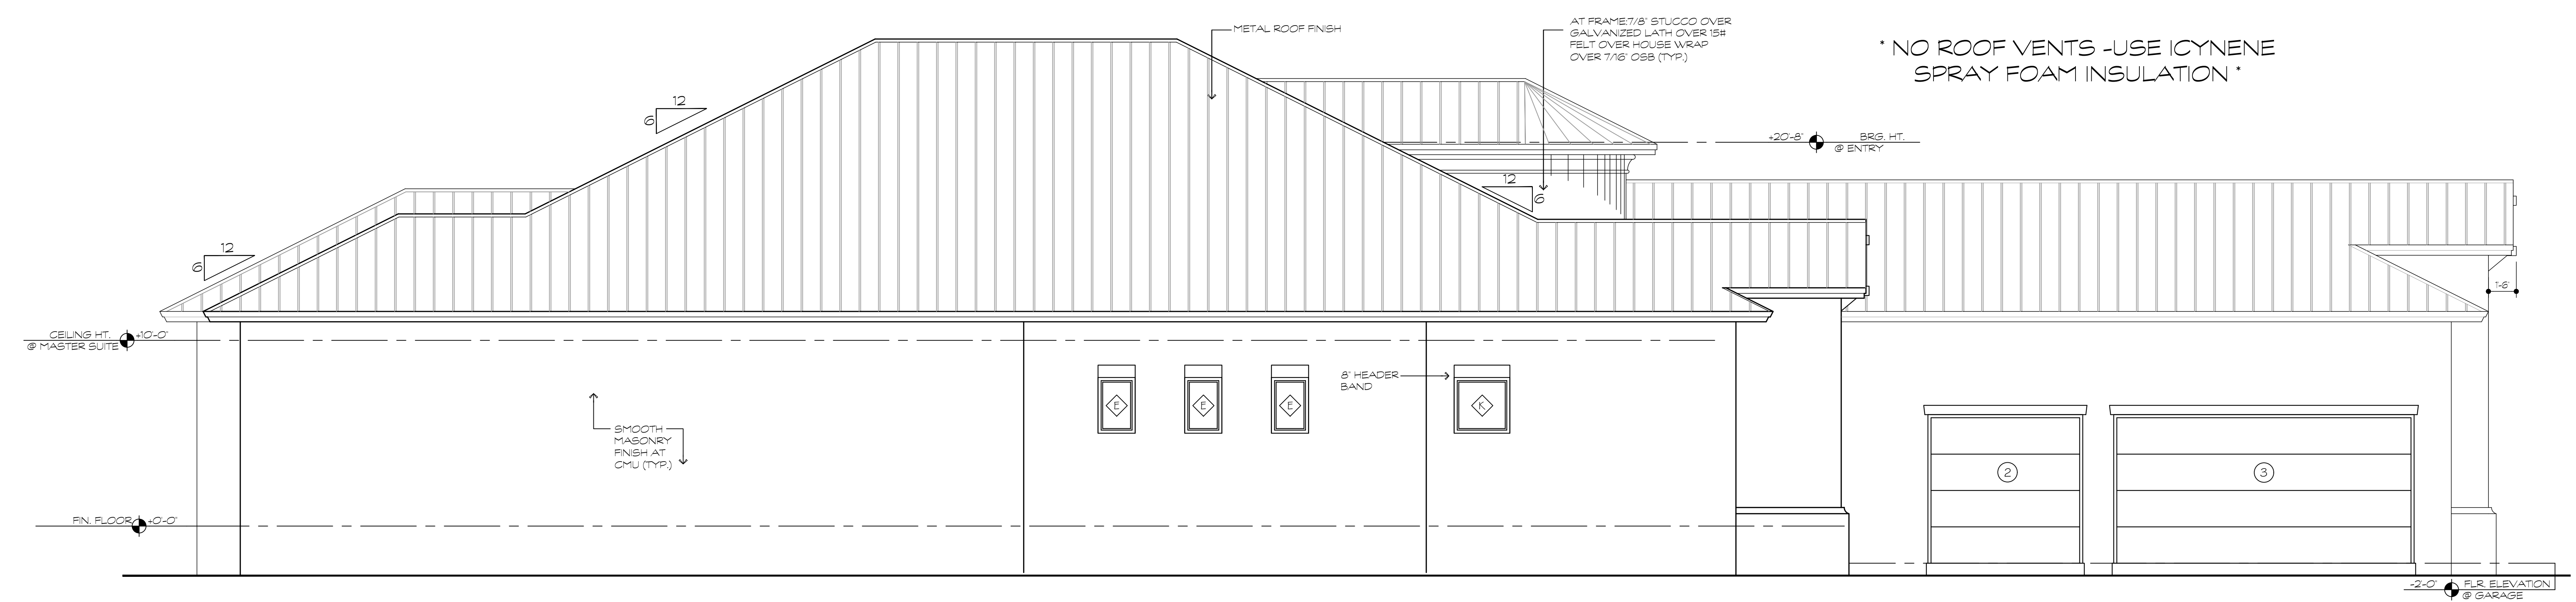 METAL ROOF FINISH
AT FRAME:7/8" STUCCO OVER
GALVANIZED LATH OVER 15#
FELT OVER HOUSE WRAP
OVER 7/16" OSB (TYP.)
* NO ROOF VENTS -USE ICYNENE
SPRAY FOAM INSULATION *
12
6
+20'-8"
BRG. HT.
@ ENTRY
12
6
12
6
1'-6"
CEILING HT.
@ MASTER SUITE
+10'-0"
8" HEADER
BAND
E
E
E
K
SMOOTH
MASONRY
FINISH AT
CMU (TYP.)
2
3
FIN. FLOOR
+0'-0"
-2'-0"
FLR. ELEVATION
@ GARAGE